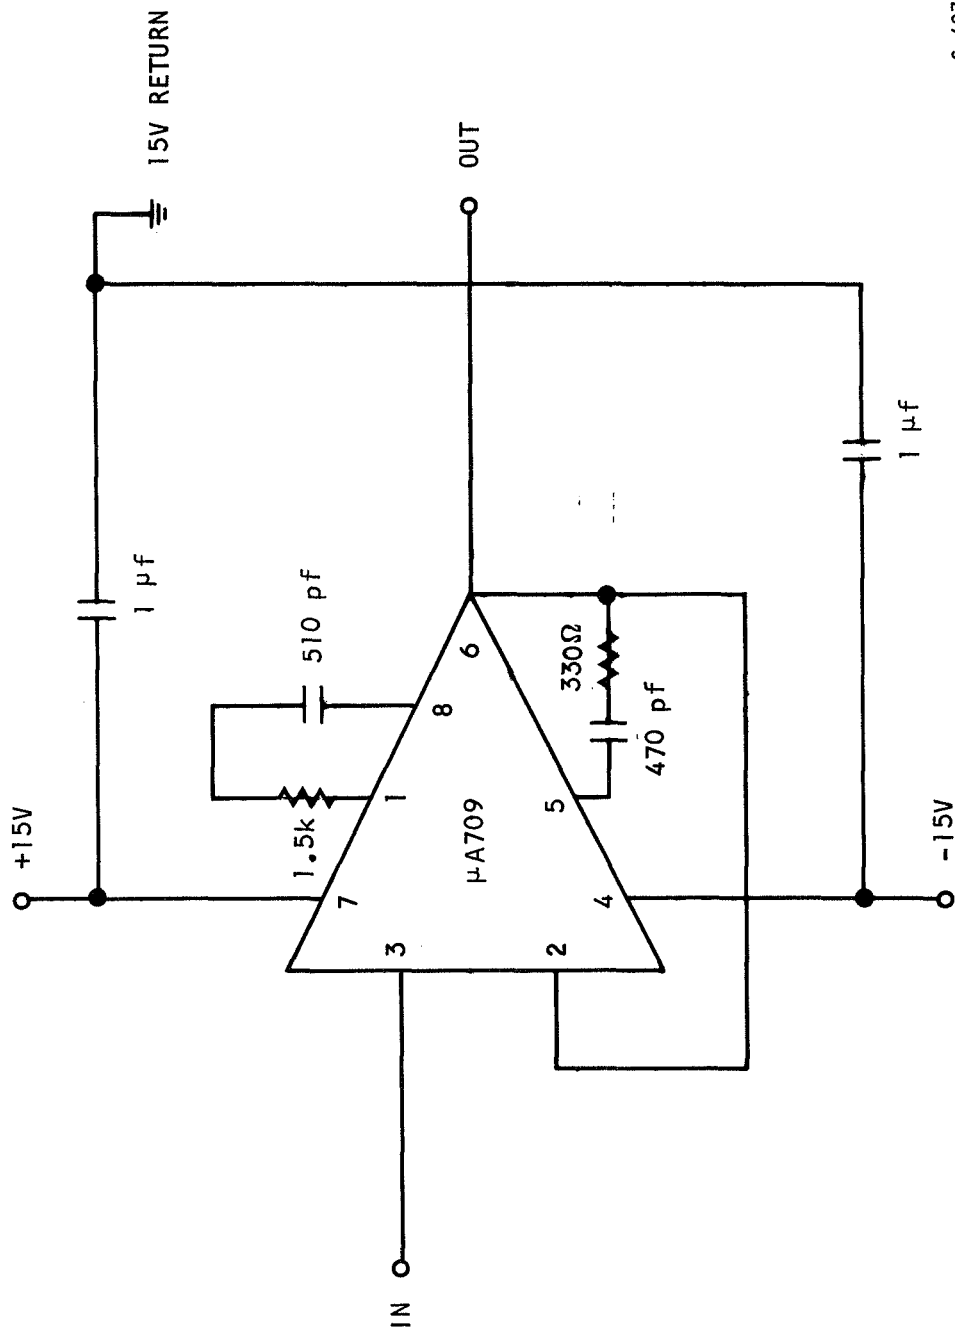 +15V
1 μf
15V RETURN
1.5k
510 pf
7
1
8
3
μA709
6
OUT
IN
2
5
4
330Ω
470 pf
1 μf
-15V